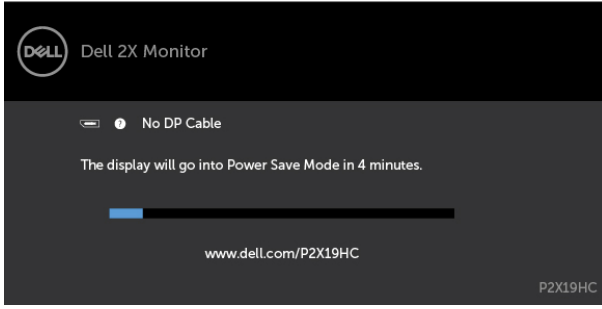 DELL
Dell 2X Monitor
? No DP Cable
The display will go into Power Save Mode in 4 minutes.
www.dell.com/P2X19HC
P2X19HC